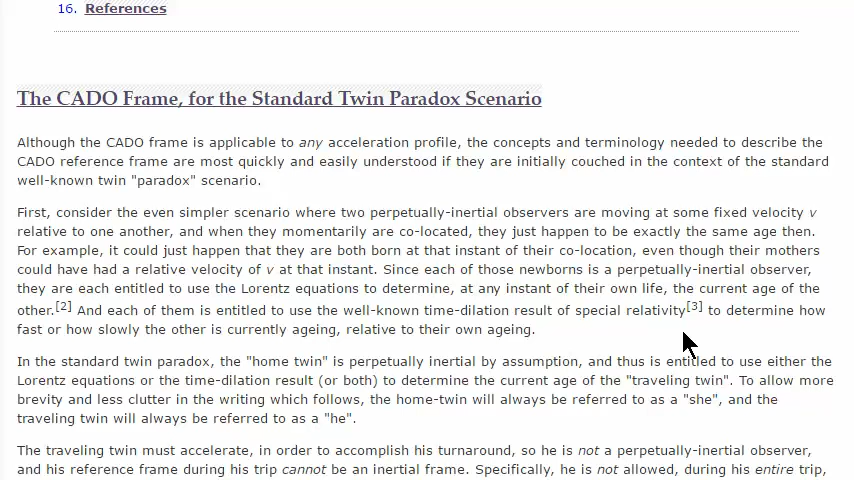 16. References
The CADO Frame, for the Standard Twin Paradox Scenario
Although the CADO frame is applicable to any acceleration profile, the concepts and terminology needed to describe the
CADO reference frame are most quickly and easily understood if they are initially couched in the context of the standard
well-known twin "paradox" scenario.
First, consider the even simpler scenario where two perpetually-inertial observers are moving at some fixed velocity v
relative to one another, and when they momentarily are co-located, they just happen to be exactly the same age then.
For example, it could just happen that they are both born at that instant of their co-location, even though their mothers
could have had a relative velocity of v at that instant. Since each of those newborns is a perpetually-inertial observer,
they are each entitled to use the Lorentz equations to determine, at any instant of their own life, the current age of the
other.[2] And each of them is entitled to use the well-known time-dilation result of special relativity[3] to determine how
fast or how slowly the other is currently ageing, relative to their own ageing.
In the standard twin paradox, the "home twin" is perpetually inertial by assumption, and thus is entitled to use either the
Lorentz equations or the time-dilation result (or both) to determine the current age of the "traveling twin". To allow more
brevity and less clutter in the writing which follows, the home-twin will always be referred to as a "she", and the
traveling twin will always be referred to as a "he".
The traveling twin must accelerate, in order to accomplish his turnaround, so he is not a perpetually-inertial observer,
and his reference frame during his trip cannot be an inertial frame. Specifically, he is not allowed, during his entire trip,